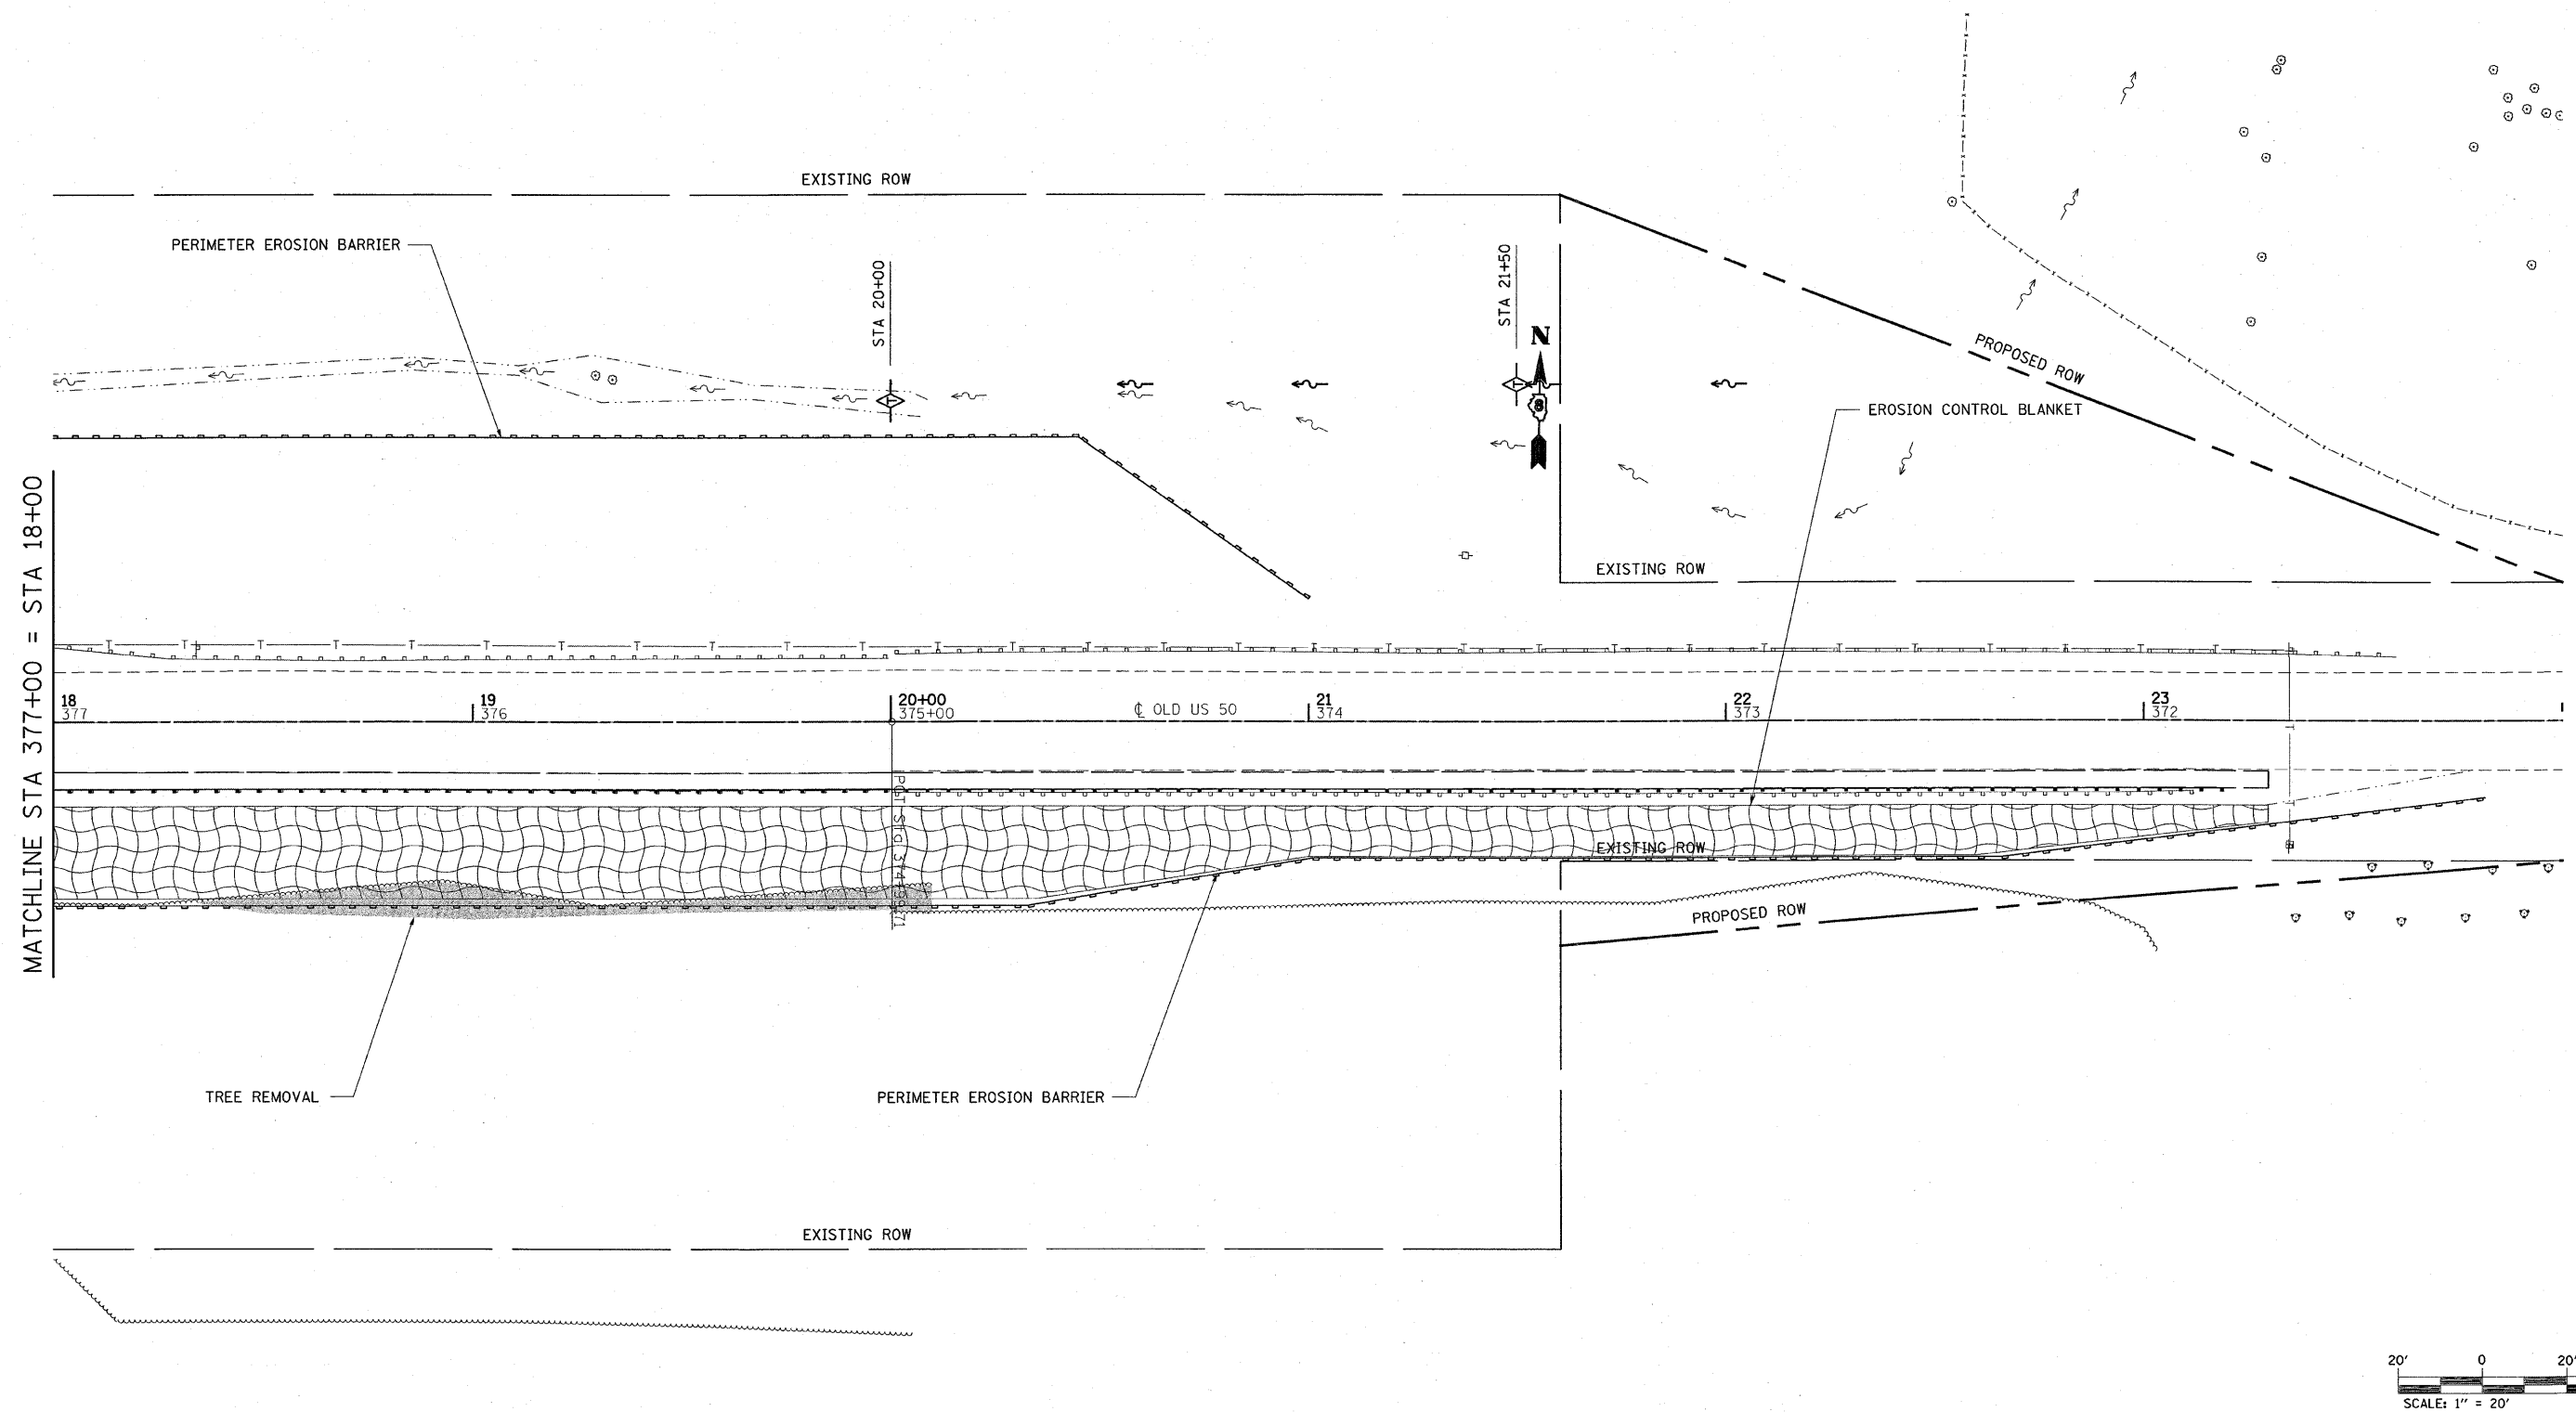 EXISTING ROW
PERIMETER EROSION BARRIER
STA 20+00
STA 21+50
N
8
PROPOSED ROW
EROSION CONTROL BLANKET
MATCHLINE STA 377+00 = STA 18+00
EXISTING ROW
18 19 20+00 21 22 23
377 376 375+00 ℄ OLD US 50 374 373 372
EXISTING ROW
PROPOSED ROW
TREE REMOVAL
PERIMETER EROSION BARRIER
EXISTING ROW
20' 0 20'
SCALE: 1" = 20'